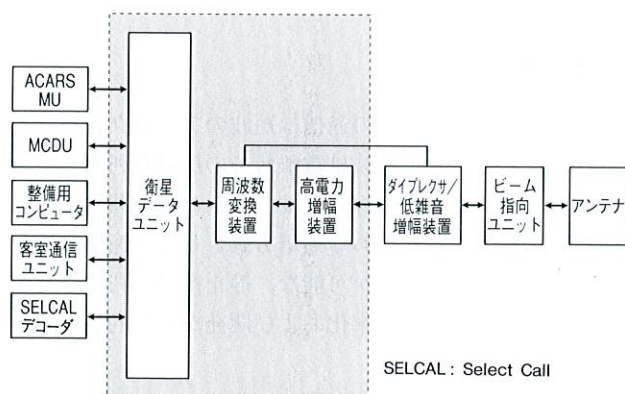 ACARS
MU
MCDU
整備用
コンピュータ
客室通信
ユニット
SELCAL
デコーダ
衛星
データ
ユニット
周波数
変換
装置
高電力
増幅
装置
ダイプレクサ/
低雑音
増幅装置
ビーム
指向
ユニット
アンテナ
SELCAL : Select Call